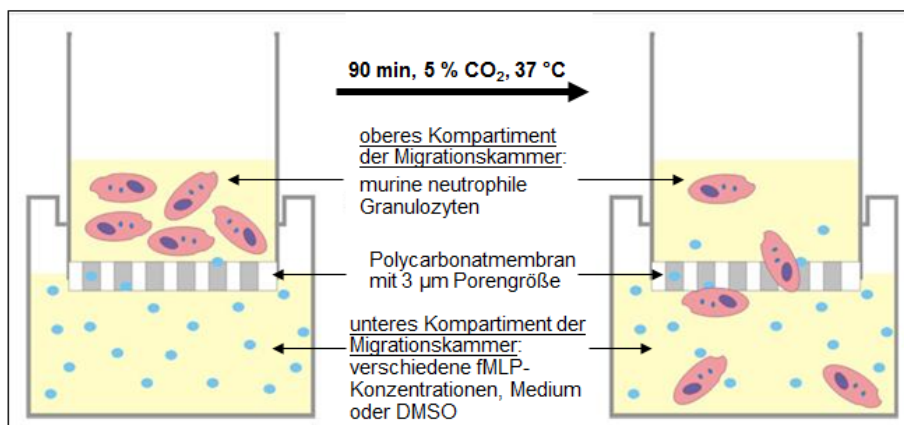 90 min, 5 % CO₂, 37 °C
oberes Kompartiment
der Migrationskammer:
murine neutrophile
Granulozyten
Polycarbonatmembran
mit 3 µm Porengröße
unteres Kompartiment der
Migrationskammer:
verschiedene fMLP-
Konzentrationen, Medium
oder DMSO